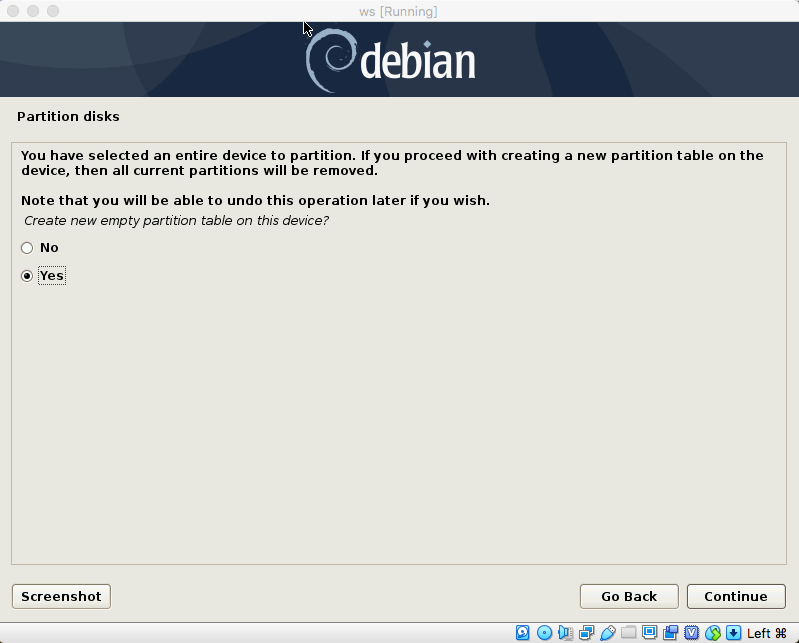 ws [Running]
debian
Partition disks
You have selected an entire device to partition. If you proceed with creating a new partition table on the
device, then all current partitions will be removed.
Note that you will be able to undo this operation later if you wish.
Create new empty partition table on this device?
No
Yes
Screenshot
Go Back
Continue
Left ⌘